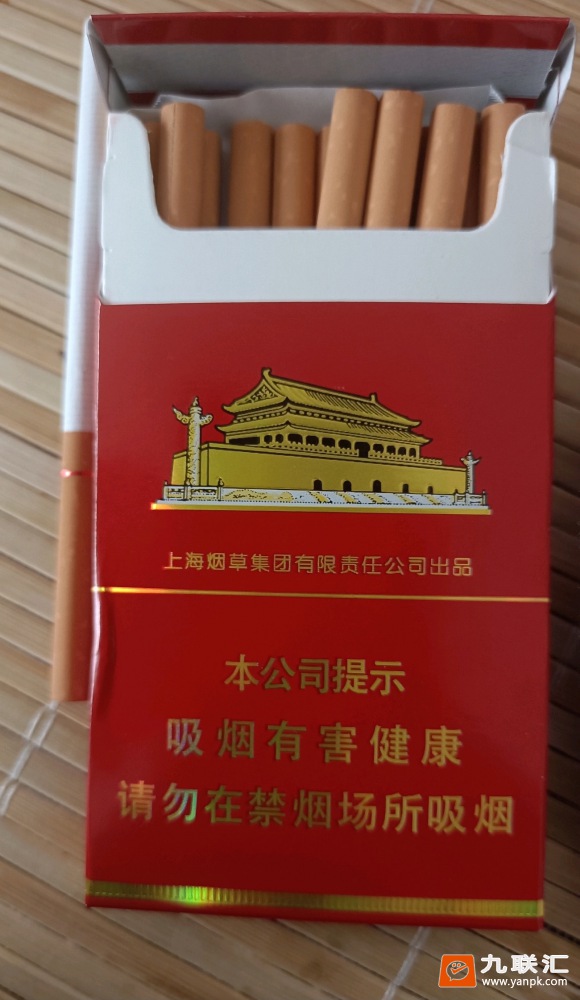 上海烟草集团有限责任公司出品
本公司提示
吸烟有害健康
请勿在禁烟场所吸烟
九联汇
www.yanpk.com